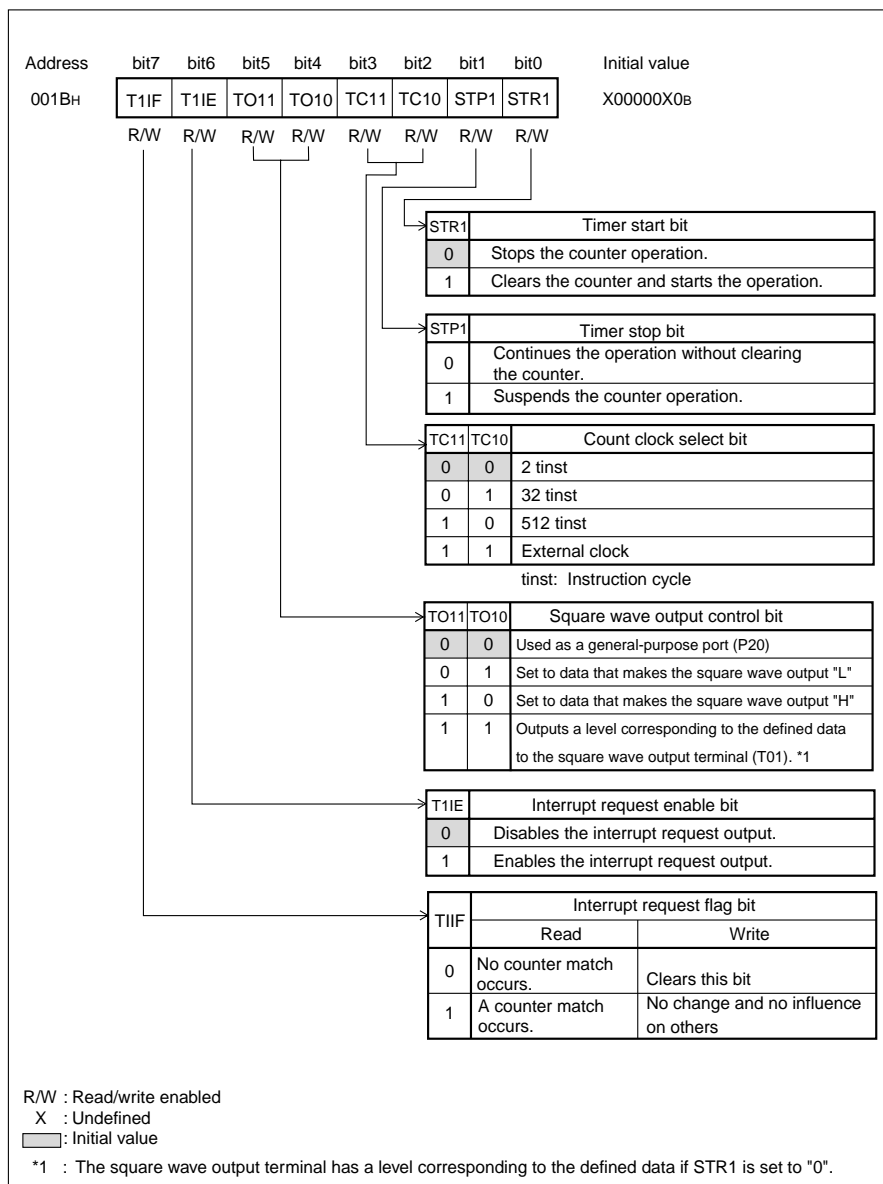 Address bit7 bit6 bit5 bit4 bit3 bit2 bit1 bit0 Initial value
001BH T1IF T1IE TO11 TO10 TC11 TC10 STP1 STR1 X00000X0B
R/W R/W R/W R/W R/W R/W R/W R/W
STR1 Timer start bit
0 Stops the counter operation.
1 Clears the counter and starts the operation.
STP1 Timer stop bit
0 Continues the operation without clearing
the counter.
1 Suspends the counter operation.
TC11 TC10 Count clock select bit
0 0 2 tinst
0 1 32 tinst
1 0 512 tinst
1 1 External clock
tinst: Instruction cycle
TO11 TO10 Square wave output control bit
0 0 Used as a general-purpose port (P20)
0 1 Set to data that makes the square wave output "L"
1 0 Set to data that makes the square wave output "H"
1 1 Outputs a level corresponding to the defined data
to the square wave output terminal (T01). *1
T1IE Interrupt request enable bit
0 Disables the interrupt request output.
1 Enables the interrupt request output.
TIIF Interrupt request flag bit
Read Write
0 No counter match
occurs. Clears this bit
1 A counter match
occurs. No change and no influence
on others
R/W : Read/write enabled
X : Undefined
: Initial value
*1 : The square wave output terminal has a level corresponding to the defined data if STR1 is set to "0".